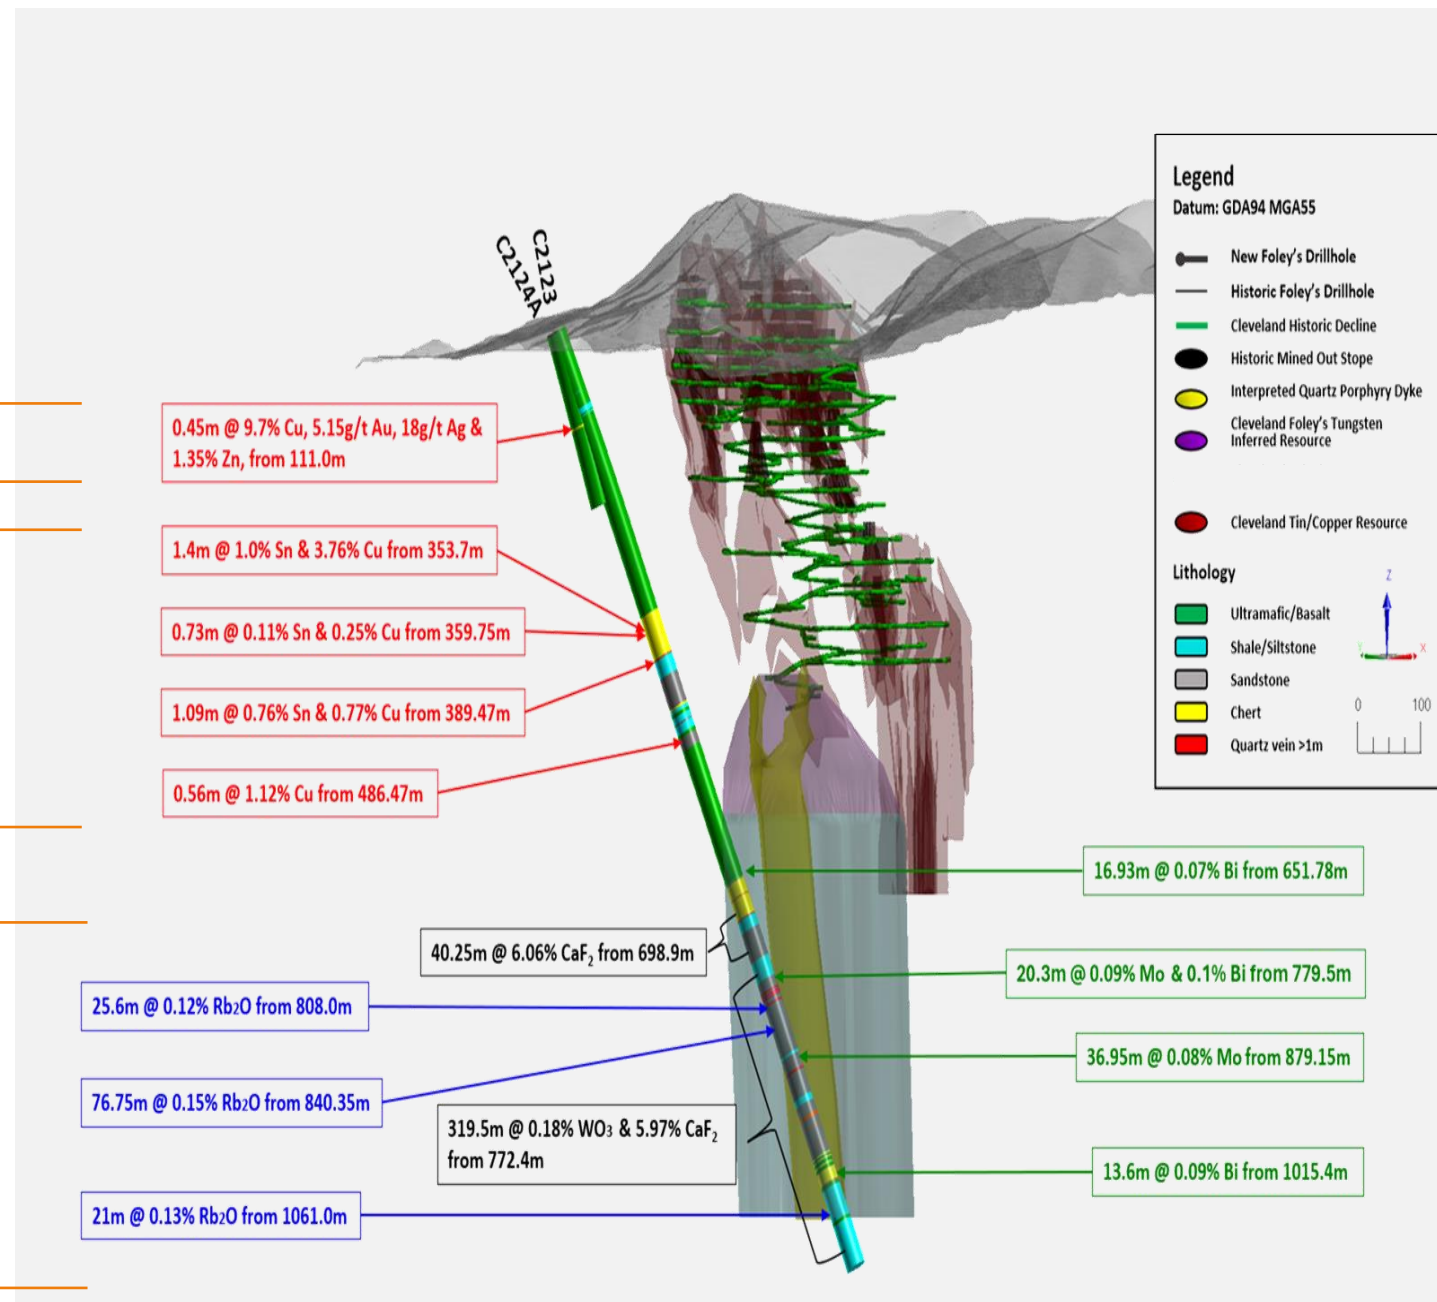 C2123
C2124A
0.45m @ 9.7% Cu, 5.15g/t Au, 18g/t Ag &
1.35% Zn, from 111.0m
1.4m @ 1.0% Sn & 3.76% Cu from 353.7m
0.73m @ 0.11% Sn & 0.25% Cu from 359.75m
1.09m @ 0.76% Sn & 0.77% Cu from 389.47m
0.56m @ 1.12% Cu from 486.47m
40.25m @ 6.06% CaF₂ from 698.9m
25.6m @ 0.12% Rb₂O from 808.0m
76.75m @ 0.15% Rb₂O from 840.35m
319.5m @ 0.18% WO₃ & 5.97% CaF₂
from 772.4m
21m @ 0.13% Rb₂O from 1061.0m
16.93m @ 0.07% Bi from 651.78m
20.3m @ 0.09% Mo & 0.1% Bi from 779.5m
36.95m @ 0.08% Mo from 879.15m
13.6m @ 0.09% Bi from 1015.4m
Legend
Datum: GDA94 MGA55
New Foley's Drillhole
Historic Foley's Drillhole
Cleveland Historic Decline
Historic Mined Out Stope
Interpreted Quartz Porphyry Dyke
Cleveland Foley's Tungsten
Inferred Resource
Cleveland Tin/Copper Resource
Lithology
Ultramafic/Basalt
Shale/Siltstone
Sandstone
Chert
Quartz vein >1m
Z
Y
X
0 100